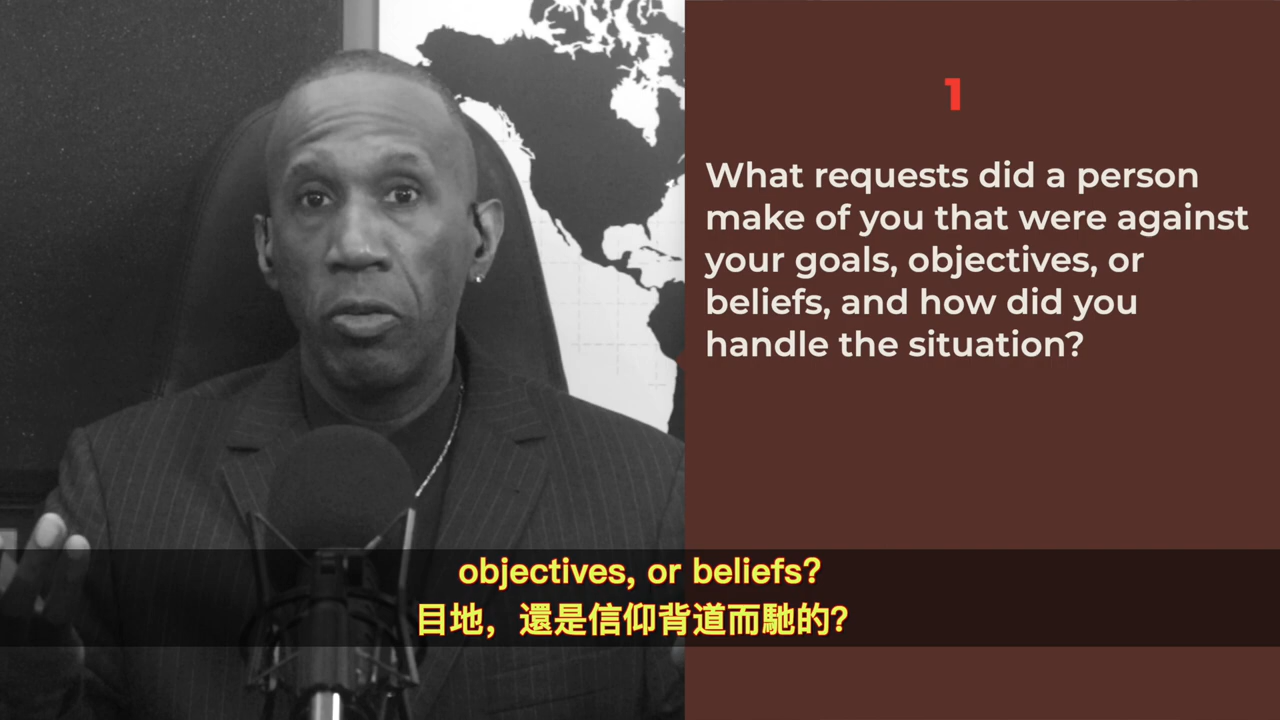 1
What requests did a person
make of you that were against
your goals, objectives, or
beliefs, and how did you
handle the situation?
objectives, or beliefs?
目地，還是信仰背道而馳的?